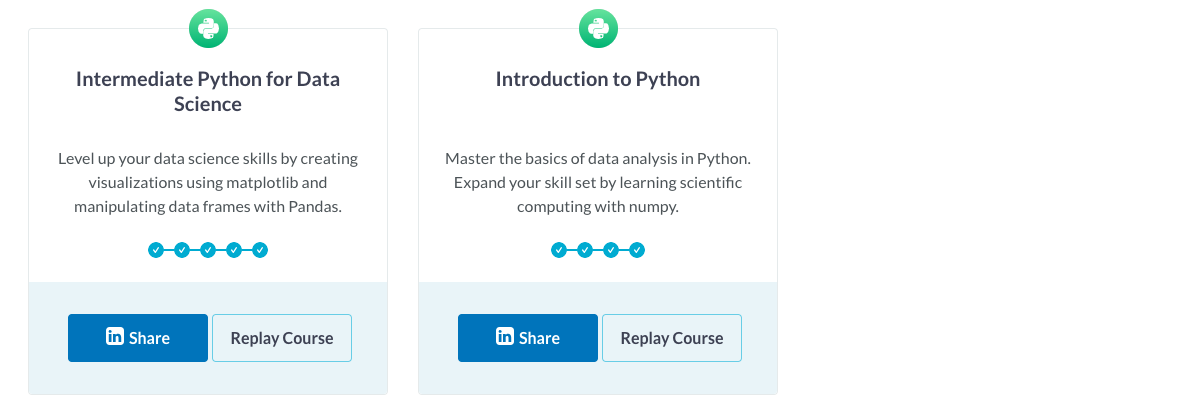 Intermediate Python for Data
Science
Level up your data science skills by creating
visualizations using matplotlib and
manipulating data frames with Pandas.
in Share
Replay Course
Introduction to Python
Master the basics of data analysis in Python.
Expand your skill set by learning scientific
computing with numpy.
in Share
Replay Course